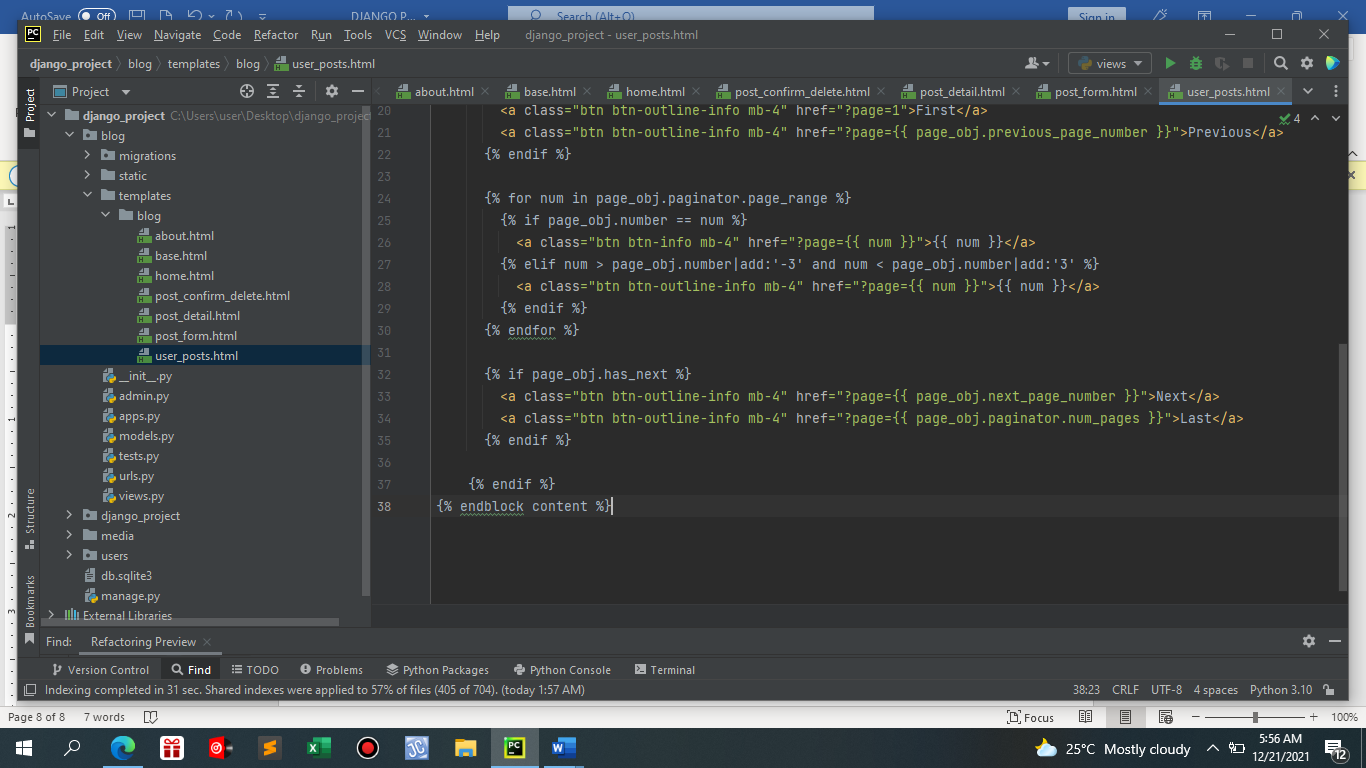 AutoSave Off DJANGO P... Search (Alt+Q) Sign in
PC File Edit View Navigate Code Refactor Run Tools VCS Window Help django_project - user_posts.html
django_project blog templates blog user_posts.html views
Project about.html base.html home.html post_confirm_delete.html post_detail.html post_form.html user_posts.html
Project
django_project C:\Users\user\Desktop\django_projec
blog
migrations
static
templates
blog
about.html
base.html
home.html
post_confirm_delete.html
post_detail.html
post_form.html
user_posts.html
__init__.py
admin.py
apps.py
models.py
tests.py
urls.py
views.py
django_project
media
users
db.sqlite3
manage.py
External Libraries
Structure
Bookmarks
4
20 <a class="btn btn-outline-info mb-4" href="?page=1">First</a>
21 <a class="btn btn-outline-info mb-4" href="?page={{ page_obj.previous_page_number }}">Previous</a>
22 {% endif %}
23
24 {% for num in page_obj.paginator.page_range %}
25 {% if page_obj.number == num %}
26 <a class="btn btn-info mb-4" href="?page={{ num }}">{{ num }}</a>
27 {% elif num > page_obj.number|add:'-3' and num < page_obj.number|add:'3' %}
28 <a class="btn btn-outline-info mb-4" href="?page={{ num }}">{{ num }}</a>
29 {% endif %}
30 {% endfor %}
31
32 {% if page_obj.has_next %}
33 <a class="btn btn-outline-info mb-4" href="?page={{ page_obj.next_page_number }}">Next</a>
34 <a class="btn btn-outline-info mb-4" href="?page={{ page_obj.paginator.num_pages }}">Last</a>
35 {% endif %}
36
37 {% endif %}
38 {% endblock content %}
Find: Refactoring Preview
Version Control Find TODO Problems Python Packages Python Console Terminal
Indexing completed in 31 sec. Shared indexes were applied to 57% of files (405 of 704). (today 1:57 AM) 38:23 CRLF UTF-8 4 spaces Python 3.10
Page 8 of 8 7 words Focus 100%
25°C Mostly cloudy 5:56 AM
12/21/2021 12